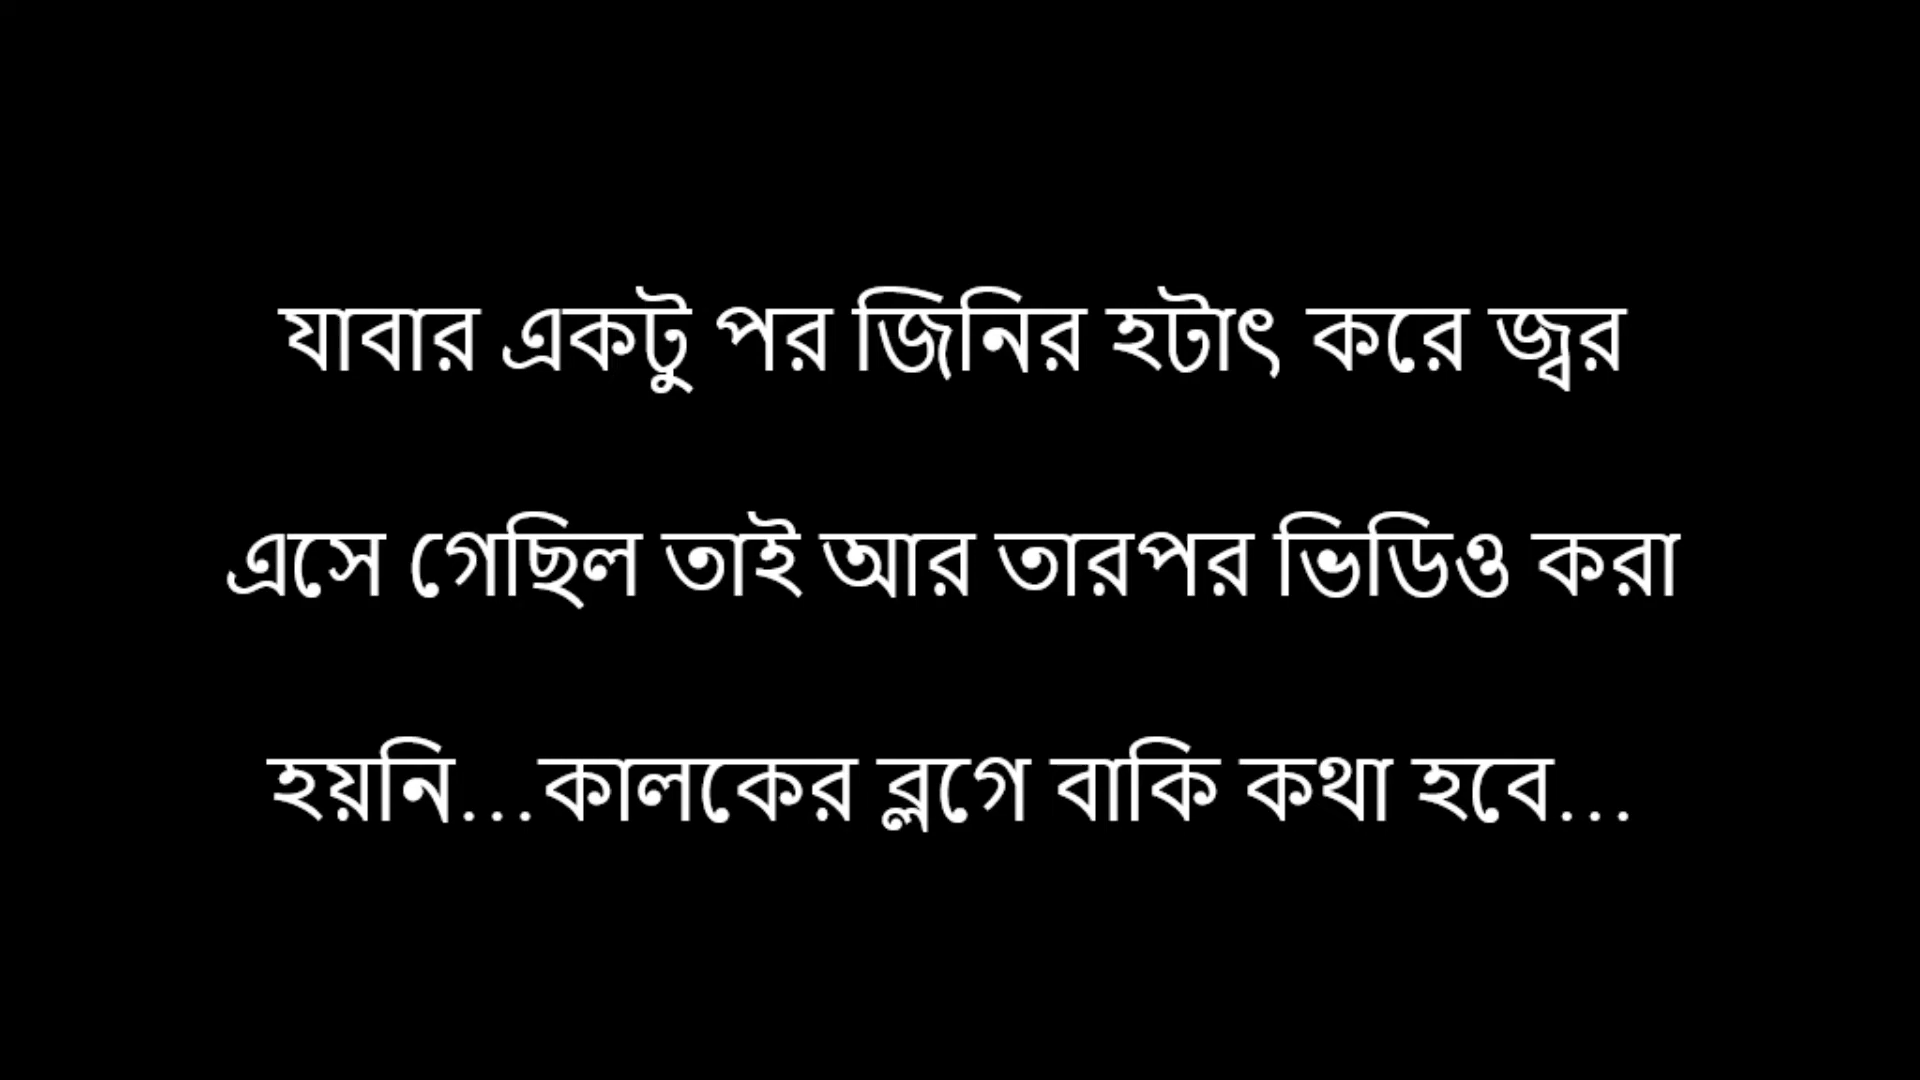 যাবার একটু পর জিনির হটাৎ করে জ্বর
এসে গেছিল তাই আর তারপর ভিডিও করা
হয়নি...কালকের ব্লগে বাকি কথা হবে...